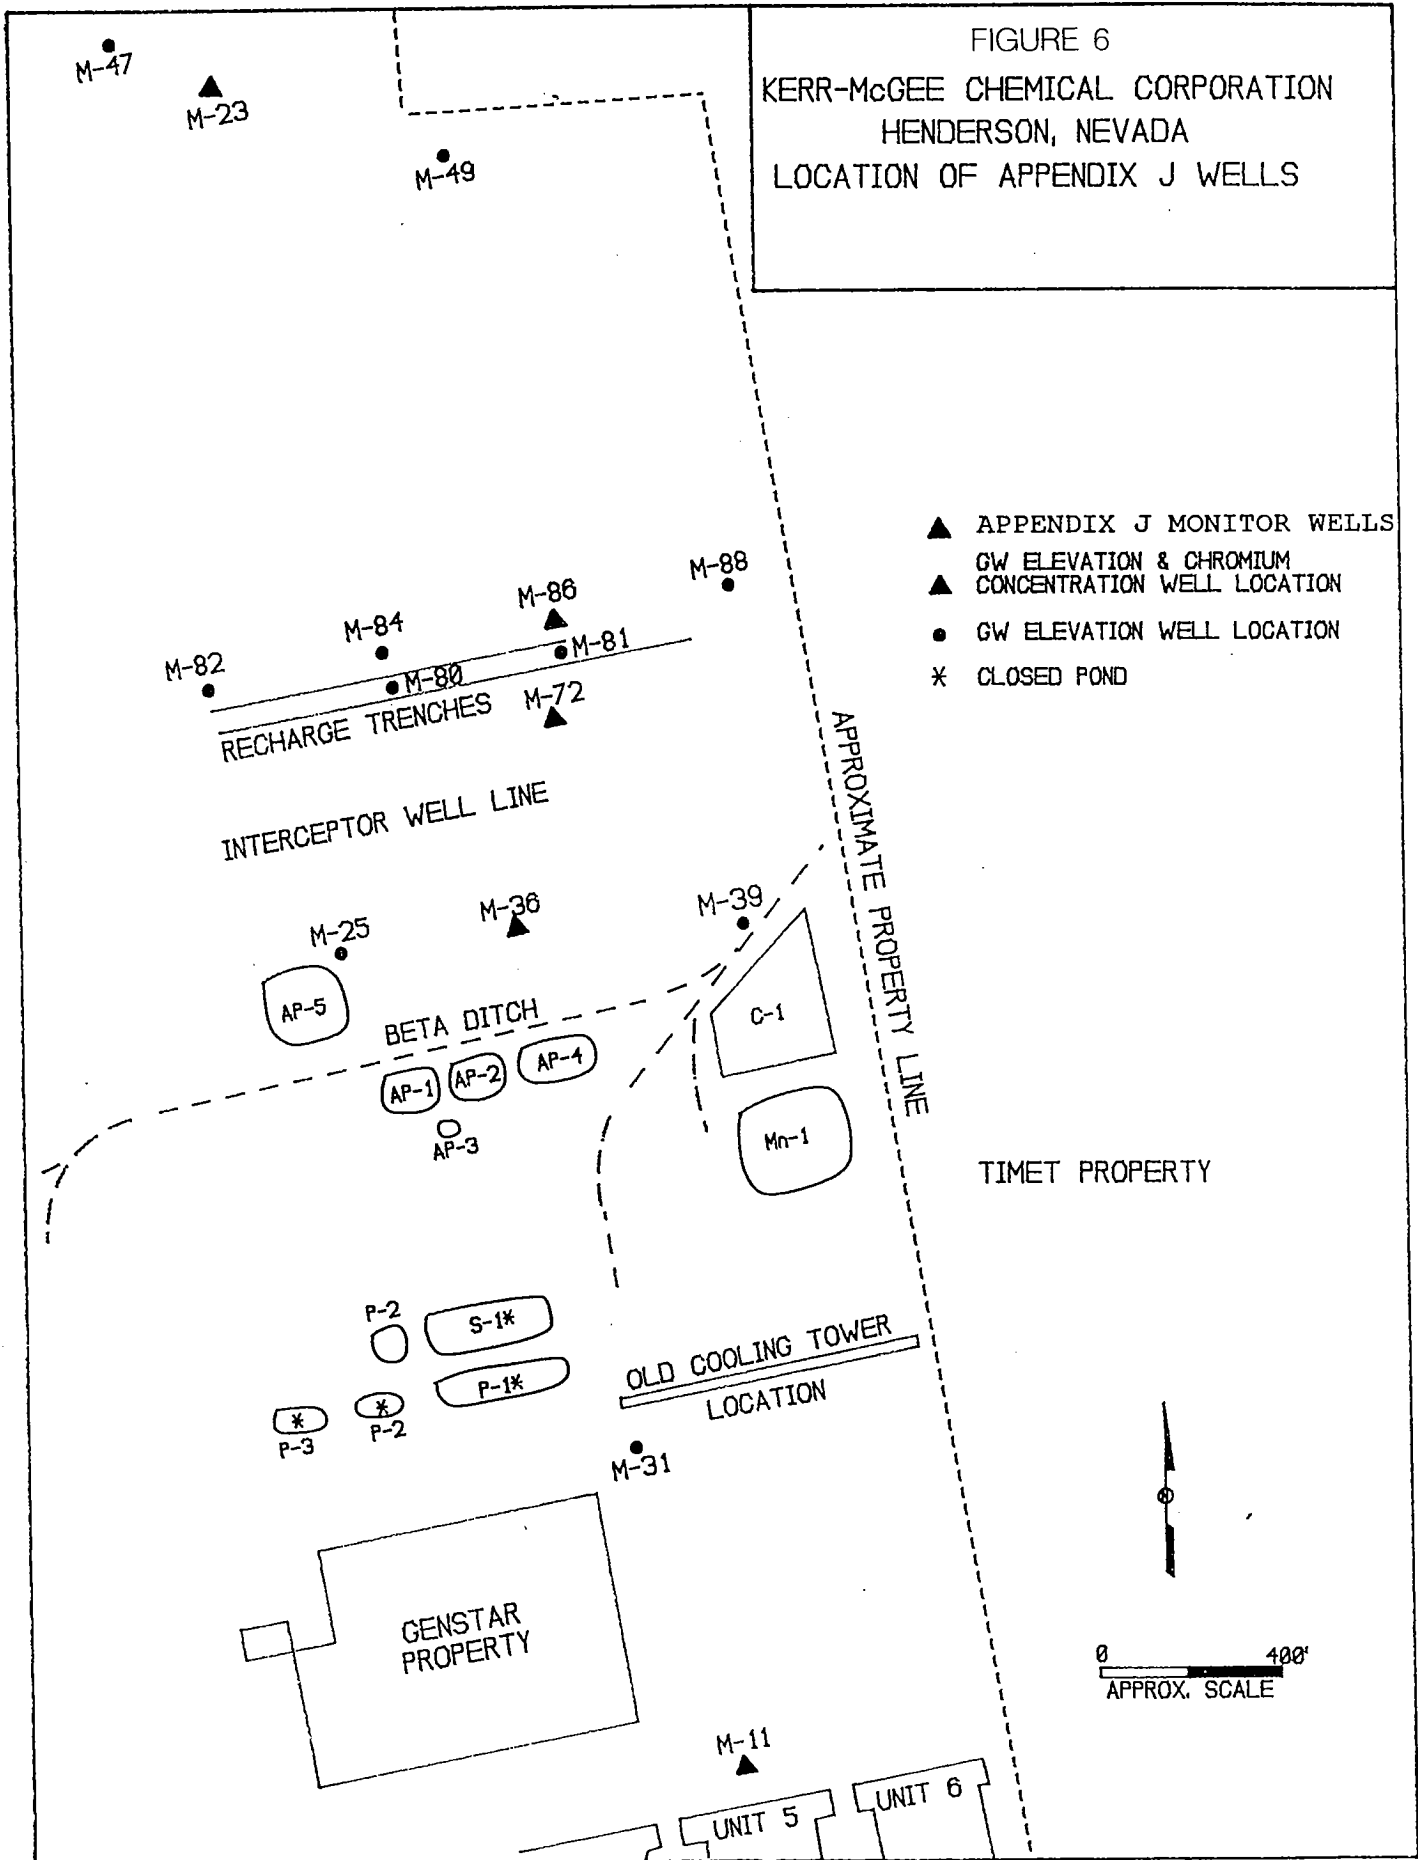 FIGURE 6
KERR-McGEE CHEMICAL CORPORATION
HENDERSON, NEVADA
LOCATION OF APPENDIX J WELLS
M-47
M-23
M-49
▲ APPENDIX J MONITOR WELLS
GW ELEVATION & CHROMIUM
▲ CONCENTRATION WELL LOCATION
● GW ELEVATION WELL LOCATION
* CLOSED POND
M-88
M-86
M-84
M-81
M-82
M-80
M-72
RECHARGE TRENCHES
INTERCEPTOR WELL LINE
APPROXIMATE PROPERTY LINE
M-36
M-39
M-25
AP-5
BETA DITCH
C-1
AP-4
AP-2
AP-1
AP-3
Mn-1
TIMET PROPERTY
P-2
S-1*
P-1*
*
P-2
*
P-3
OLD COOLING TOWER
LOCATION
M-31
GENSTAR
PROPERTY
0 400'
APPROX. SCALE
M-11
UNIT 5
UNIT 6